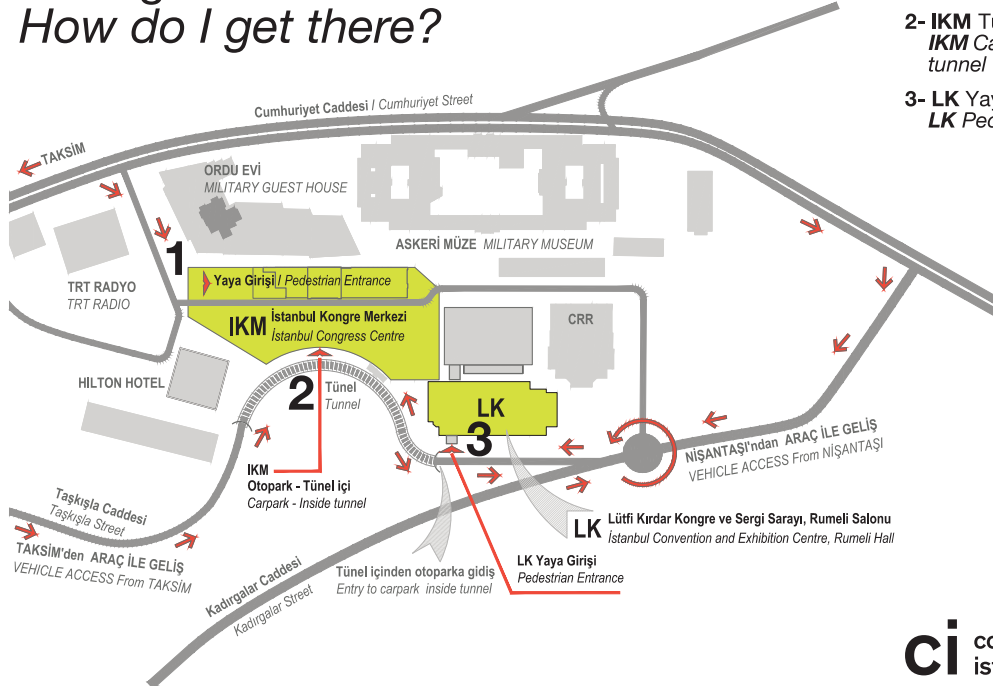 How do I get there?
2- IKM
IKM
tunnel
3- LK
LK
Cumhuriyet Caddesi / Cumhuriyet Street
TAKSİM
ORDU EVİ
MILITARY GUEST HOUSE
ASKERİ MÜZE MILITARY MUSEUM
1
TRT RADYO
TRT RADIO
Yaya Girişi / Pedestrian Entrance
IKM
İstanbul Kongre Merkezi
İstanbul Congress Centre
CRR
HILTON HOTEL
2
Tünel
Tunnel
LK
3
IKM
Otopark - Tünel içi
Carpark - Inside tunnel
NİŞANTAŞI'ndan ARAÇ İLE GELİŞ
VEHICLE ACCESS From NİŞANTAŞI
Taşkışla Caddesi
Taşkışla Street
TAKSİM'den ARAÇ İLE GELİŞ
VEHICLE ACCESS From TAKSİM
LK
Lütfi Kırdar Kongre ve Sergi Sarayı, Rumeli Salonu
İstanbul Convention and Exhibition Centre, Rumeli Hall
LK Yaya Girişi
Pedestrian Entrance
Tünel içinden otoparka gidiş
Entry to carpark inside tunnel
Kadırgalar Caddesi
Kadırgalar Street
ci